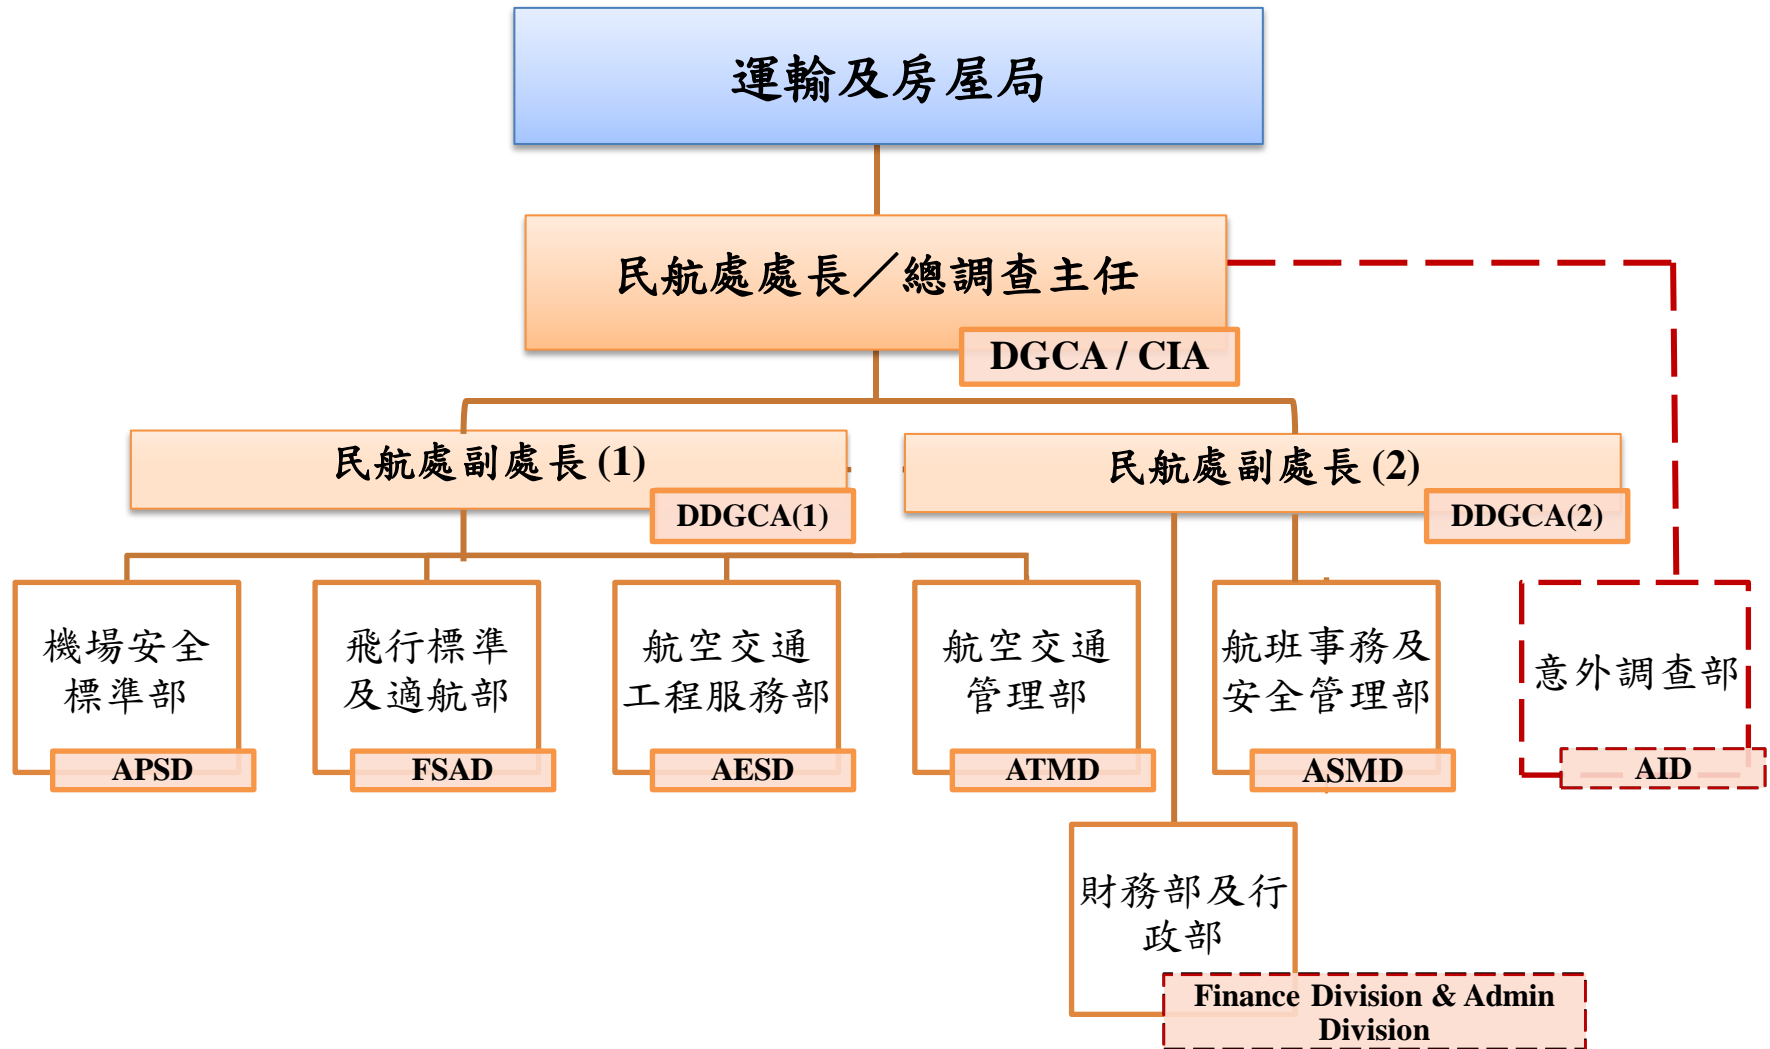 運輸及房屋局
民航處處長／總調查主任
DGCA / CIA
民航處副處長 (1)
DDGCA(1)
民航處副處長 (2)
DDGCA(2)
機場安全
標準部
APSD
飛行標準
及適航部
FSAD
航空交通
工程服務部
AESD
航空交通
管理部
ATMD
航班事務及
安全管理部
ASMD
意外調查部
AID
財務部及行
政部
Finance Division & Admin
Division